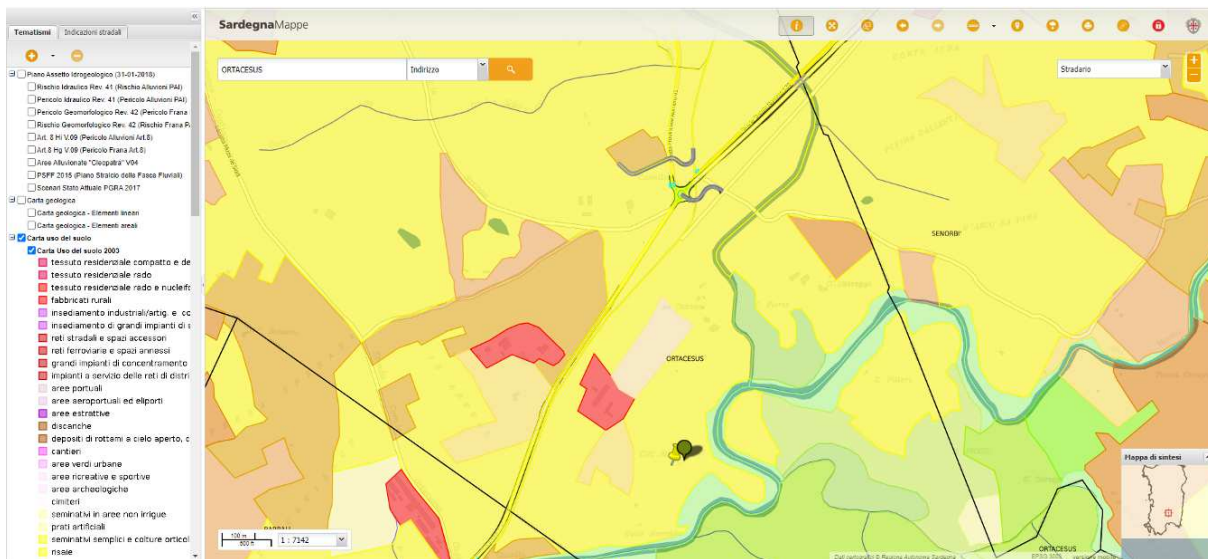 SardegnaMappe
Tematismi
Indicazioni stradali
ORTACESUS
Indirizzo
Stradario
Piano Assetto Idrogeologico (31-01-2018)
Rischio Idraulico Rev. 41 (Rischio Alluvioni PAI)
Pericolo Idraulico Rev. 41 (Pericolo Alluvioni PAI)
Pericolo Geomorfologico Rev. 42 (Pericolo Frana
Rischio Geomorfologico Rev. 42 (Rischio Frana PA
Art. 8 Hi V.09 (Pericolo Alluvioni Art.8)
Art.8 Hg V.09 (Pericolo Frana Art.8)
Aree Alluvionate "Cleopatra" V04
PSFF 2015 (Piano Stralcio delle Fasce Fluviali)
Scenari Stato Attuale PGRA 2017
Carta geologica
Carta geologica - Elementi lineari
Carta geologica - Elementi areali
Carta uso del suolo
Carta Uso del suolo 2003
tessuto residenziale compatto e de
tessuto residenziale rado
tessuto residenziale rado e nucleifo
fabbricati rurali
insediamento industriali/artig. e co
insediamento di grandi impianti di s
reti stradali e spazi accessori
reti ferroviarie e spazi annessi
grandi impianti di concentramento
impianti a servizio delle reti di distri
aree portuali
aree aeroportuali ed eliporti
aree estrattive
discariche
depositi di rottami a cielo aperto, c
cantieri
aree verdi urbane
aree ricreative e sportive
aree archeologiche
cimiteri
seminativi in aree non irrigue
prati artificiali
seminativi semplici e colture orticol
risaie
SENORBI'
ORTACESUS
Mappa di sintesi
100 m
500 ft
1 : 7142
ORTACESUS
Dati cartografici © Regione Autonoma Sardegna